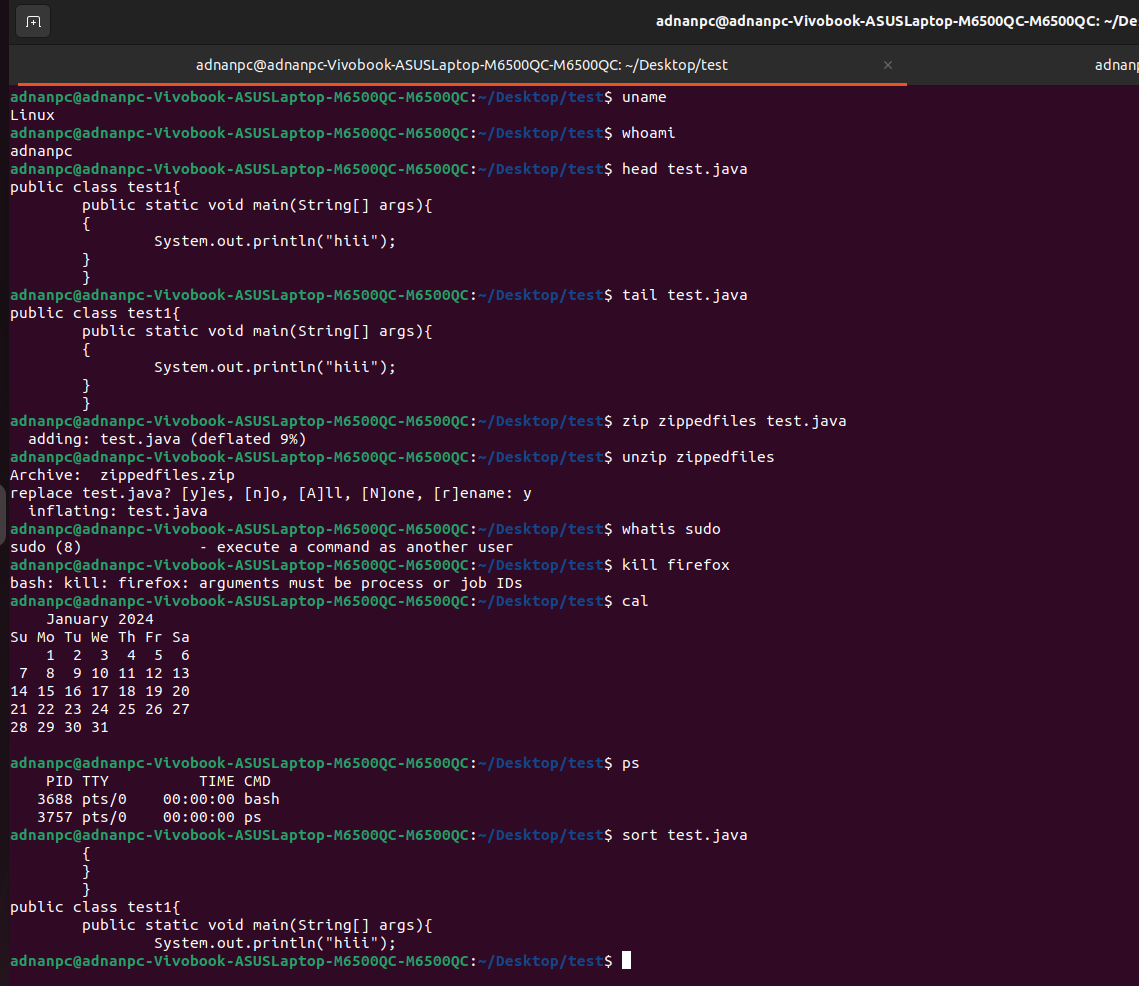 adnanpc@adnanpc-Vivobook-ASUSLaptop-M6500QC-M6500QC: ~/De
adnanpc@adnanpc-Vivobook-ASUSLaptop-M6500QC-M6500QC: ~/Desktop/test × adnanp
adnanpc@adnanpc-Vivobook-ASUSLaptop-M6500QC-M6500QC:~/Desktop/test$ uname
Linux
adnanpc@adnanpc-Vivobook-ASUSLaptop-M6500QC-M6500QC:~/Desktop/test$ whoami
adnanpc
adnanpc@adnanpc-Vivobook-ASUSLaptop-M6500QC-M6500QC:~/Desktop/test$ head test.java
public class test1{
        public static void main(String[] args){
        {
                System.out.println("hiii");
        }
        }
adnanpc@adnanpc-Vivobook-ASUSLaptop-M6500QC-M6500QC:~/Desktop/test$ tail test.java
public class test1{
        public static void main(String[] args){
        {
                System.out.println("hiii");
        }
        }
adnanpc@adnanpc-Vivobook-ASUSLaptop-M6500QC-M6500QC:~/Desktop/test$ zip zippedfiles test.java
  adding: test.java (deflated 9%)
adnanpc@adnanpc-Vivobook-ASUSLaptop-M6500QC-M6500QC:~/Desktop/test$ unzip zippedfiles
Archive:  zippedfiles.zip
replace test.java? [y]es, [n]o, [A]ll, [N]one, [r]ename: y
  inflating: test.java
adnanpc@adnanpc-Vivobook-ASUSLaptop-M6500QC-M6500QC:~/Desktop/test$ whatis sudo
sudo (8)             - execute a command as another user
adnanpc@adnanpc-Vivobook-ASUSLaptop-M6500QC-M6500QC:~/Desktop/test$ kill firefox
bash: kill: firefox: arguments must be process or job IDs
adnanpc@adnanpc-Vivobook-ASUSLaptop-M6500QC-M6500QC:~/Desktop/test$ cal
    January 2024
Su Mo Tu We Th Fr Sa
    1  2  3  4  5  6
 7  8  9 10 11 12 13
14 15 16 17 18 19 20
21 22 23 24 25 26 27
28 29 30 31
adnanpc@adnanpc-Vivobook-ASUSLaptop-M6500QC-M6500QC:~/Desktop/test$ ps
    PID TTY          TIME CMD
   3688 pts/0    00:00:00 bash
   3757 pts/0    00:00:00 ps
adnanpc@adnanpc-Vivobook-ASUSLaptop-M6500QC-M6500QC:~/Desktop/test$ sort test.java
        {
        }
        }
public class test1{
        public static void main(String[] args){
                System.out.println("hiii");
adnanpc@adnanpc-Vivobook-ASUSLaptop-M6500QC-M6500QC:~/Desktop/test$